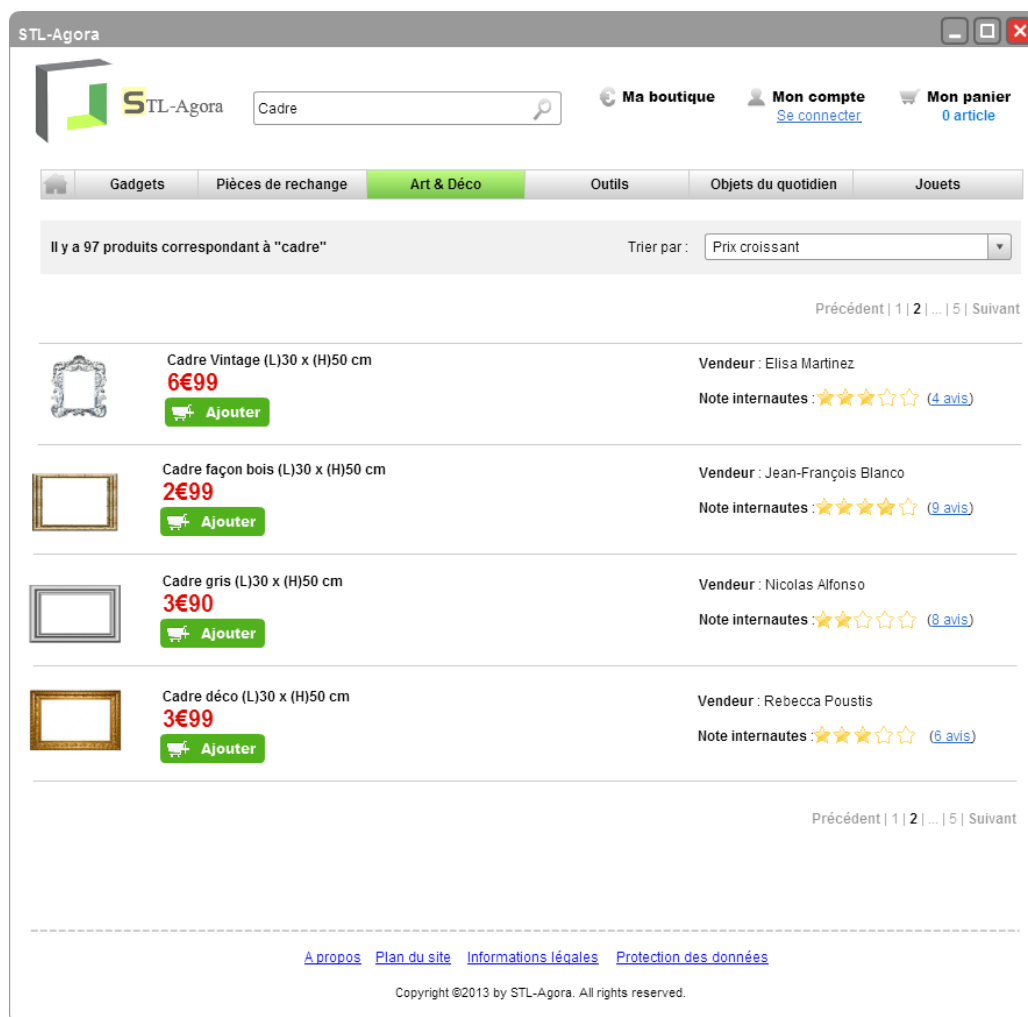 STL-Agora
STL-Agora
Cadre
Ma boutique
Mon compte
Se connecter
Mon panier
0 article
Gadgets
Pièces de rechange
Art & Déco
Outils
Objets du quotidien
Jouets
Il y a 97 produits correspondant à "cadre"
Trier par :
Prix croissant
Précédent | 1 | 2 | ... | 5 | Suivant
Cadre Vintage (L)30 x (H)50 cm
6€99
Ajouter
Vendeur : Elisa Martinez
Note internautes : (4 avis)
Cadre façon bois (L)30 x (H)50 cm
2€99
Ajouter
Vendeur : Jean-François Blanco
Note internautes : (9 avis)
Cadre gris (L)30 x (H)50 cm
3€90
Ajouter
Vendeur : Nicolas Alfonso
Note internautes : (8 avis)
Cadre déco (L)30 x (H)50 cm
3€99
Ajouter
Vendeur : Rebecca Poustis
Note internautes : (6 avis)
Précédent | 1 | 2 | ... | 5 | Suivant
A propos Plan du site Informations légales Protection des données
Copyright ©2013 by STL-Agora. All rights reserved.